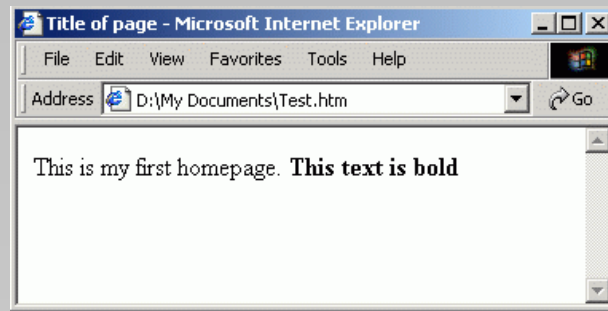 Title of page - Microsoft Internet Explorer
File Edit View Favorites Tools Help
Address D:\My Documents\Test.htm Go
This is my first homepage. This text is bold